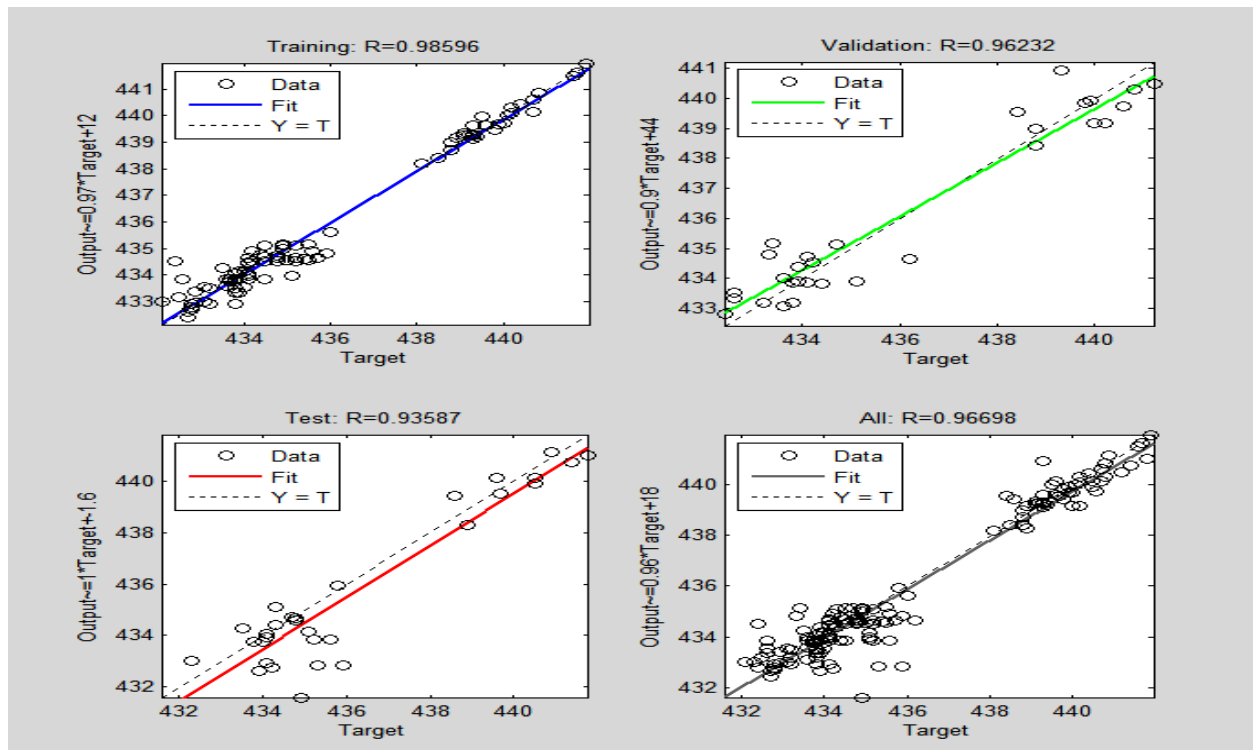 Training: R=0.98596
Output~=0.97*Target+12
441
440
439
438
437
436
435
434
433
Data
Fit
Y = T
434 436 438 440
Target
Validation: R=0.96232
Output~=0.9*Target+44
441
440
439
438
437
436
435
434
433
Data
Fit
Y = T
434 436 438 440
Target
Test: R=0.93587
Output~=1*Target+-1.6
440
438
436
434
432
Data
Fit
Y = T
432 434 436 438 440
Target
All: R=0.96698
Output~=0.96*Target+18
440
438
436
434
432
Data
Fit
Y = T
432 434 436 438 440
Target